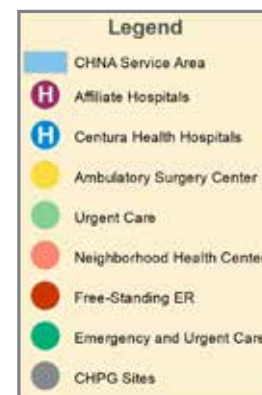 Legend
CHNA Service Area
H Affiliate Hospitals
H Centura Health Hospitals
Ambulatory Surgery Center
Urgent Care
Neighborhood Health Center
Free-Standing ER
Emergency and Urgent Care
CHPG Sites